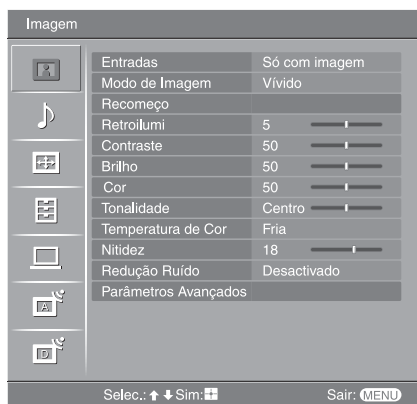 Imagem
Entradas Só com imagem
Modo de Imagem Vívido
Recomeço
Retroilumi 5
Contraste 50
Brilho 50
Cor 50
Tonalidade Centro
Temperatura de Cor Fria
Nitidez 18
Redução Ruído Desactivado
Parâmetros Avançados
A
D
Selec.: Sim: Sair: MENU